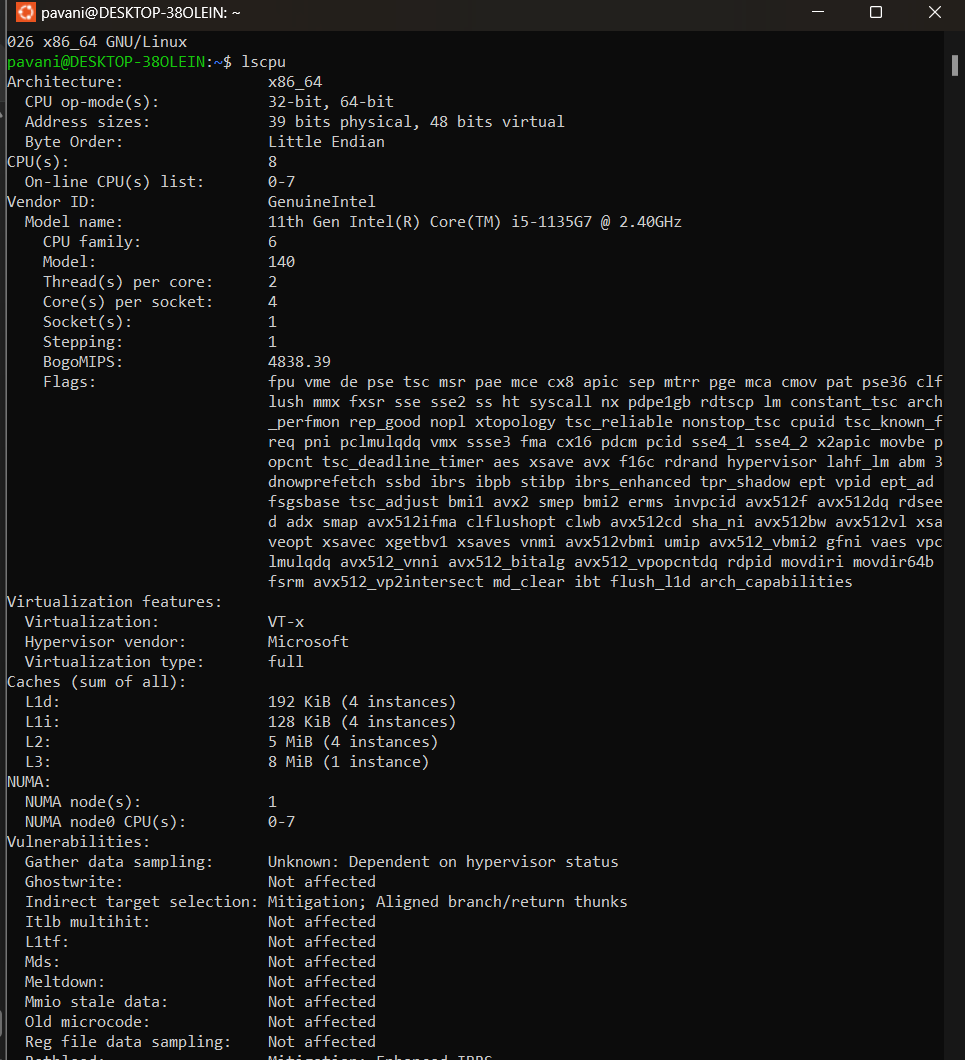 pavani@DESKTOP-38OLEIN: ~
026 x86_64 GNU/Linux
pavani@DESKTOP-38OLEIN:~$ lscpu
Architecture:                x86_64
  CPU op-mode(s):            32-bit, 64-bit
  Address sizes:             39 bits physical, 48 bits virtual
  Byte Order:                Little Endian
CPU(s):                      8
  On-line CPU(s) list:       0-7
Vendor ID:                   GenuineIntel
  Model name:                11th Gen Intel(R) Core(TM) i5-1135G7 @ 2.40GHz
    CPU family:              6
    Model:                   140
    Thread(s) per core:      2
    Core(s) per socket:      4
    Socket(s):               1
    Stepping:                1
    BogoMIPS:                4838.39
    Flags:                   fpu vme de pse tsc msr pae mce cx8 apic sep mtrr pge mca cmov pat pse36 clf
                             lush mmx fxsr sse sse2 ss ht syscall nx pdpe1gb rdtscp lm constant_tsc arch
                             _perfmon rep_good nopl xtopology tsc_reliable nonstop_tsc cpuid tsc_known_f
                             req pni pclmulqdq vmx ssse3 fma cx16 pdcm pcid sse4_1 sse4_2 x2apic movbe p
                             opcnt tsc_deadline_timer aes xsave avx f16c rdrand hypervisor lahf_lm abm 3
                             dnowprefetch ssbd ibrs ibpb stibp ibrs_enhanced tpr_shadow ept vpid ept_ad
                             fsgsbase tsc_adjust bmi1 avx2 smep bmi2 erms invpcid avx512f avx512dq rdsee
                             d adx smap avx512ifma clflushopt clwb avx512cd sha_ni avx512bw avx512vl xsa
                             veopt xsavec xgetbv1 xsaves vnmi avx512vbmi umip avx512_vbmi2 gfni vaes vpc
                             lmulqdq avx512_vnni avx512_bitalg avx512_vpopcntdq rdpid movdiri movdir64b
                             fsrm avx512_vp2intersect md_clear ibt flush_l1d arch_capabilities
Virtualization features:
  Virtualization:            VT-x
  Hypervisor vendor:         Microsoft
  Virtualization type:       full
Caches (sum of all):
  L1d:                       192 KiB (4 instances)
  L1i:                       128 KiB (4 instances)
  L2:                        5 MiB (4 instances)
  L3:                        8 MiB (1 instance)
NUMA:
  NUMA node(s):              1
  NUMA node0 CPU(s):         0-7
Vulnerabilities:
  Gather data sampling:      Unknown: Dependent on hypervisor status
  Ghostwrite:                Not affected
  Indirect target selection: Mitigation; Aligned branch/return thunks
  Itlb multihit:             Not affected
  L1tf:                      Not affected
  Mds:                       Not affected
  Meltdown:                  Not affected
  Mmio stale data:           Not affected
  Old microcode:             Not affected
  Reg file data sampling:    Not affected